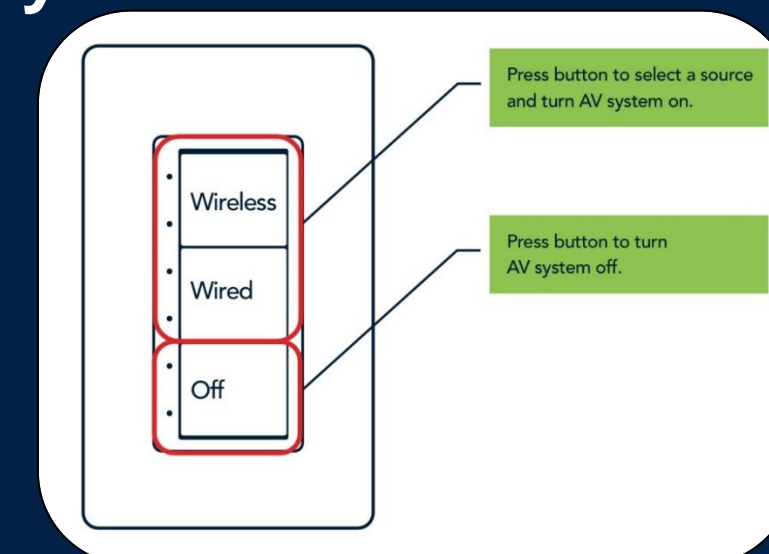 Press button to select a source
and turn AV system on.
Wireless
Wired
Press button to turn
AV system off.
Off